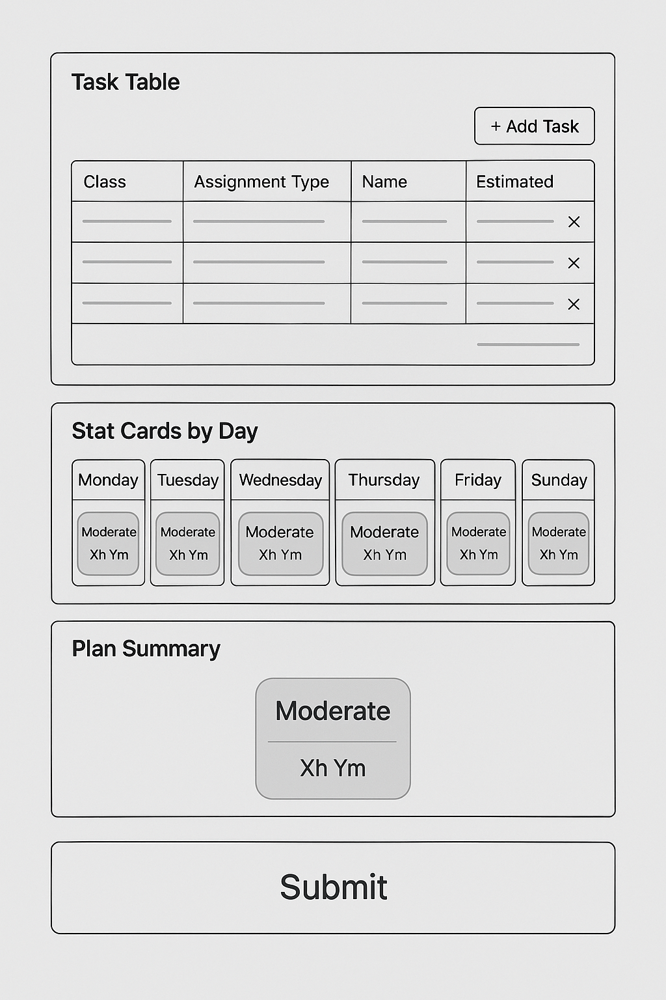 Task Table
+ Add Task
Class Assignment Type Name Estimated
×
×
×
Stat Cards by Day
Monday Tuesday Wednesday Thursday Friday Sunday
Moderate Moderate Moderate Moderate Moderate Moderate
Xh Ym Xh Ym Xh Ym Xh Ym Xh Ym Xh Ym
Plan Summary
Moderate
Xh Ym
Submit